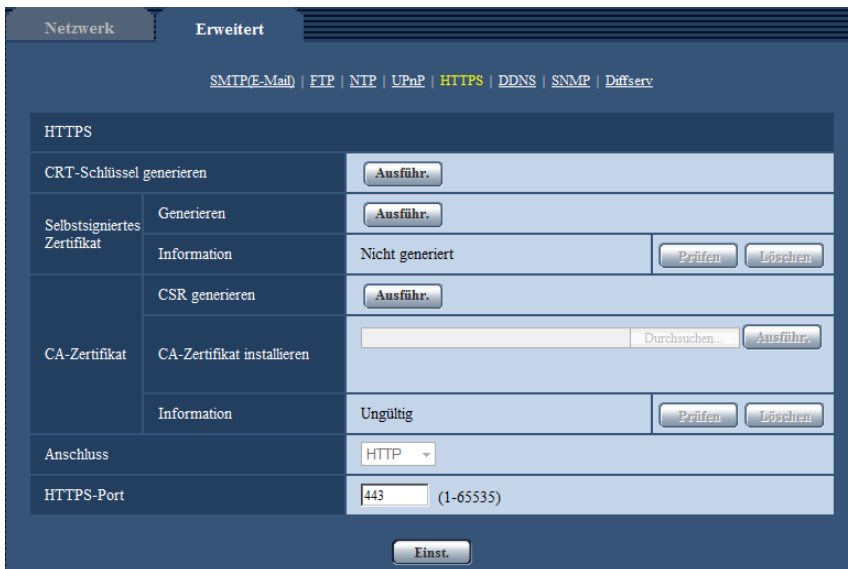 Netzwerk
Erweitert
SMTP(E-Mail) | FTP | NTP | UPnP | HTTPS | DDNS | SNMP | Diffserv
HTTPS
CRT-Schlüssel generieren
Ausführ.
Selbstsigniertes
Zertifikat
Generieren
Ausführ.
Information
Nicht generiert
Prüfen
Löschen
CA-Zertifikat
CSR generieren
Ausführ.
CA-Zertifikat installieren
Durchsuchen...
Ausführ.
Information
Ungültig
Prüfen
Löschen
Anschluss
HTTP
HTTPS-Port
443
(1-65535)
Einst.